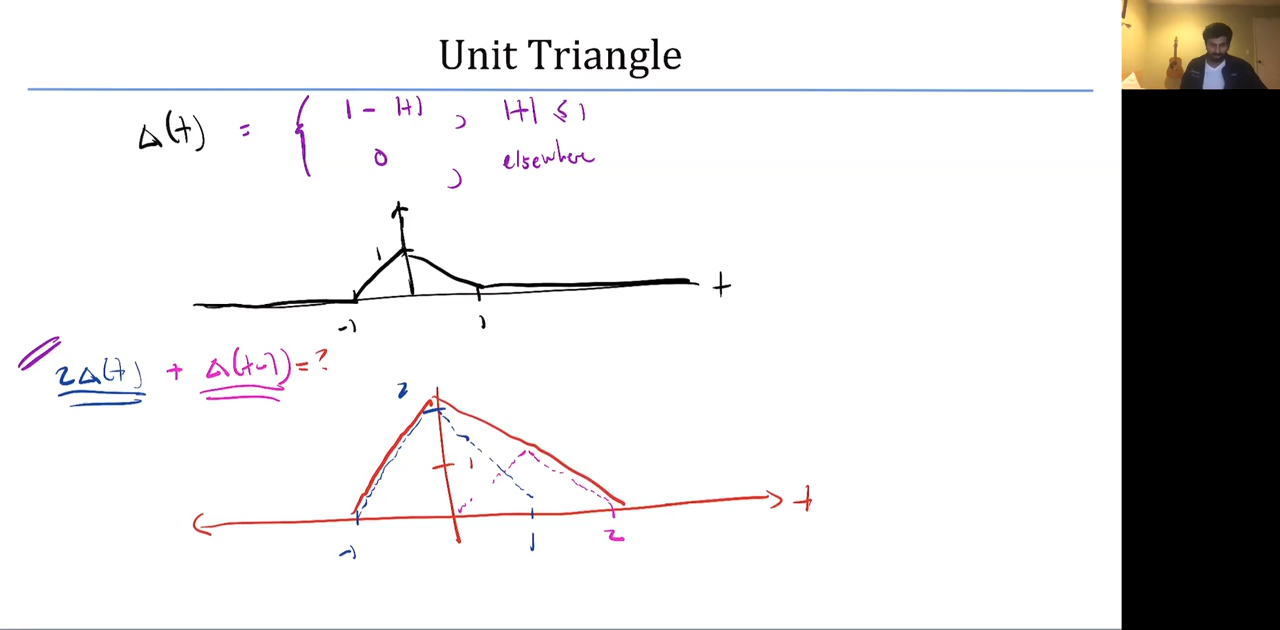 Unit Triangle
Δ(t) = { 1 - |t| , |t| ≤ 1
0 , elsewhere
1
t
-1 1
2Δ(t) + Δ(t-1) = ?
2
1
t
-1 1 2